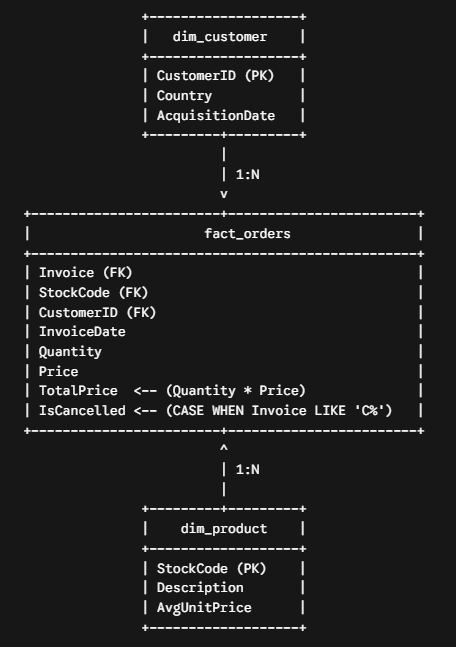 +--------------------+
|   dim_customer    |
+--------------------+
| CustomerID (PK)   |
| Country           |
| AcquisitionDate   |
+---------+---------+
|
| 1:N
v
+------------------------+------------------------+
|                     fact_orders                |
+-------------------------------------------------+
| Invoice (FK)                                   |
| StockCode (FK)                                 |
| CustomerID (FK)                                |
| InvoiceDate                                    |
| Quantity                                       |
| Price                                          |
| TotalPrice  <-- (Quantity * Price)             |
| IsCancelled <-- (CASE WHEN Invoice LIKE 'C%')  |
+------------------------+------------------------+
^
| 1:N
|
+---------+---------+
|    dim_product    |
+-------------------+
| StockCode (PK)    |
| Description       |
| AvgUnitPrice      |
+-------------------+